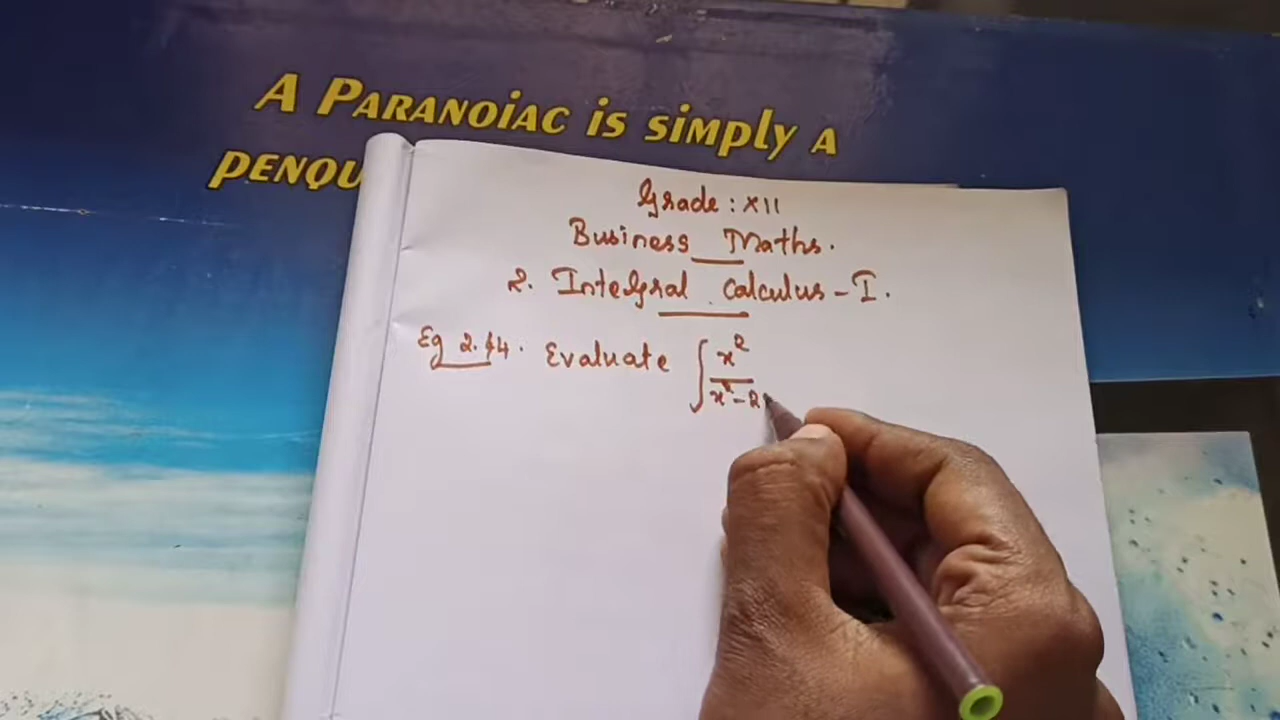 A PARANOiAC iS SiMPLY A
PENQU
Grade : XII
Business Maths.
2. Integral Calculus - I.
Eg 2.44. Evaluate ∫ x²
x² - 2